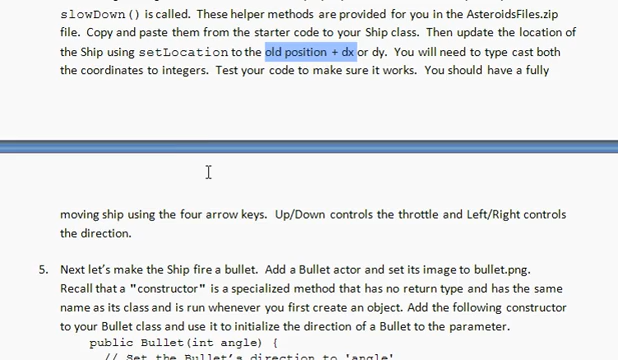 slowDown() is called. These helper methods are provided for you in the AsteroidsFiles.zip
file. Copy and paste them from the starter code to your Ship class. Then update the location of
the Ship using setLocation to the old position + dx or dy. You will need to type cast both
the coordinates to integers. Test your code to make sure it works. You should have a fully
moving ship using the four arrow keys. Up/Down controls the throttle and Left/Right controls
the direction.
5. Next let's make the Ship fire a bullet. Add a Bullet actor and set its image to bullet.png.
Recall that a "constructor" is a specialized method that has no return type and has the same
name as its class and is run whenever you first create an object. Add the following constructor
to your Bullet class and use it to initialize the direction of a Bullet to the parameter.
public Bullet(int angle) {
// Set the Bullet's direction to 'angle'